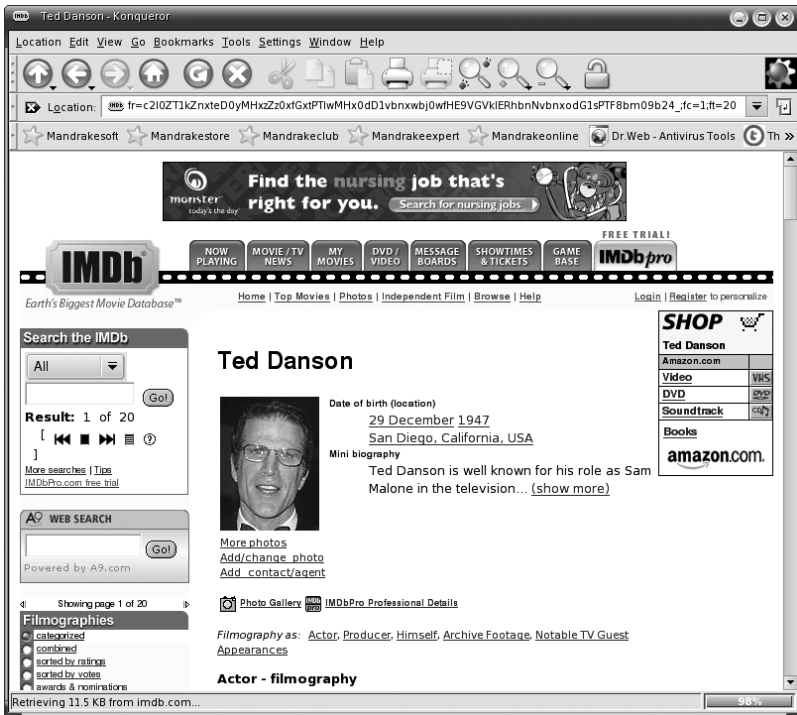 Ted Danson - Konqueror
Location Edit View Go Bookmarks Tools Settings Window Help
Location: fr=c2l0ZT1kZnxteD0yMHxzZz0xfGxtPTIwMHx0dD1vbnxwbj0wfHE9VGVkIERhbnNvbnxodG1sPTF8bm09b24_;fc=1;ft=20
Mandrakesoft Mandrakestore Mandrakeclub Mandrakeexpert Mandrakeonline Dr.Web - Antivirus Tools Th »
monster
today's the day
Find the nursing job that's
right for you. Search for nursing jobs
FREE TRIAL!
IMDb
NOW PLAYING MOVIE/TV NEWS MY MOVIES DVD/VIDEO MESSAGE BOARDS SHOWTIMES & TICKETS GAME BASE IMDbpro
Earth's Biggest Movie Database™
Home | Top Movies | Photos | Independent Film | Browse | Help
Login | Register to personalize
Search the IMDb
All
Go!
Result: 1 of 20
[
]
More searches | Tips
IMDbPro.com free trial
A9 WEB SEARCH
Go!
Powered by A9.com
Showing page 1 of 20
Filmographies
categorized
combined
sorted by ratings
sorted by votes
awards & nominations
Ted Danson
Date of birth (location)
29 December 1947
San Diego, California, USA
Mini biography
Ted Danson is well known for his role as Sam
Malone in the television... (show more)
More photos
Add/change photo
Add contact/agent
Photo Gallery IMDb pro IMDbPro Professional Details
Filmography as: Actor, Producer, Himself, Archive Footage, Notable TV Guest
Appearances
Actor - filmography
SHOP
Ted Danson
Amazon.com
Video VHS
DVD DVD
Soundtrack
Books
amazon.com.
Retrieving 11.5 KB from imdb.com...
98%